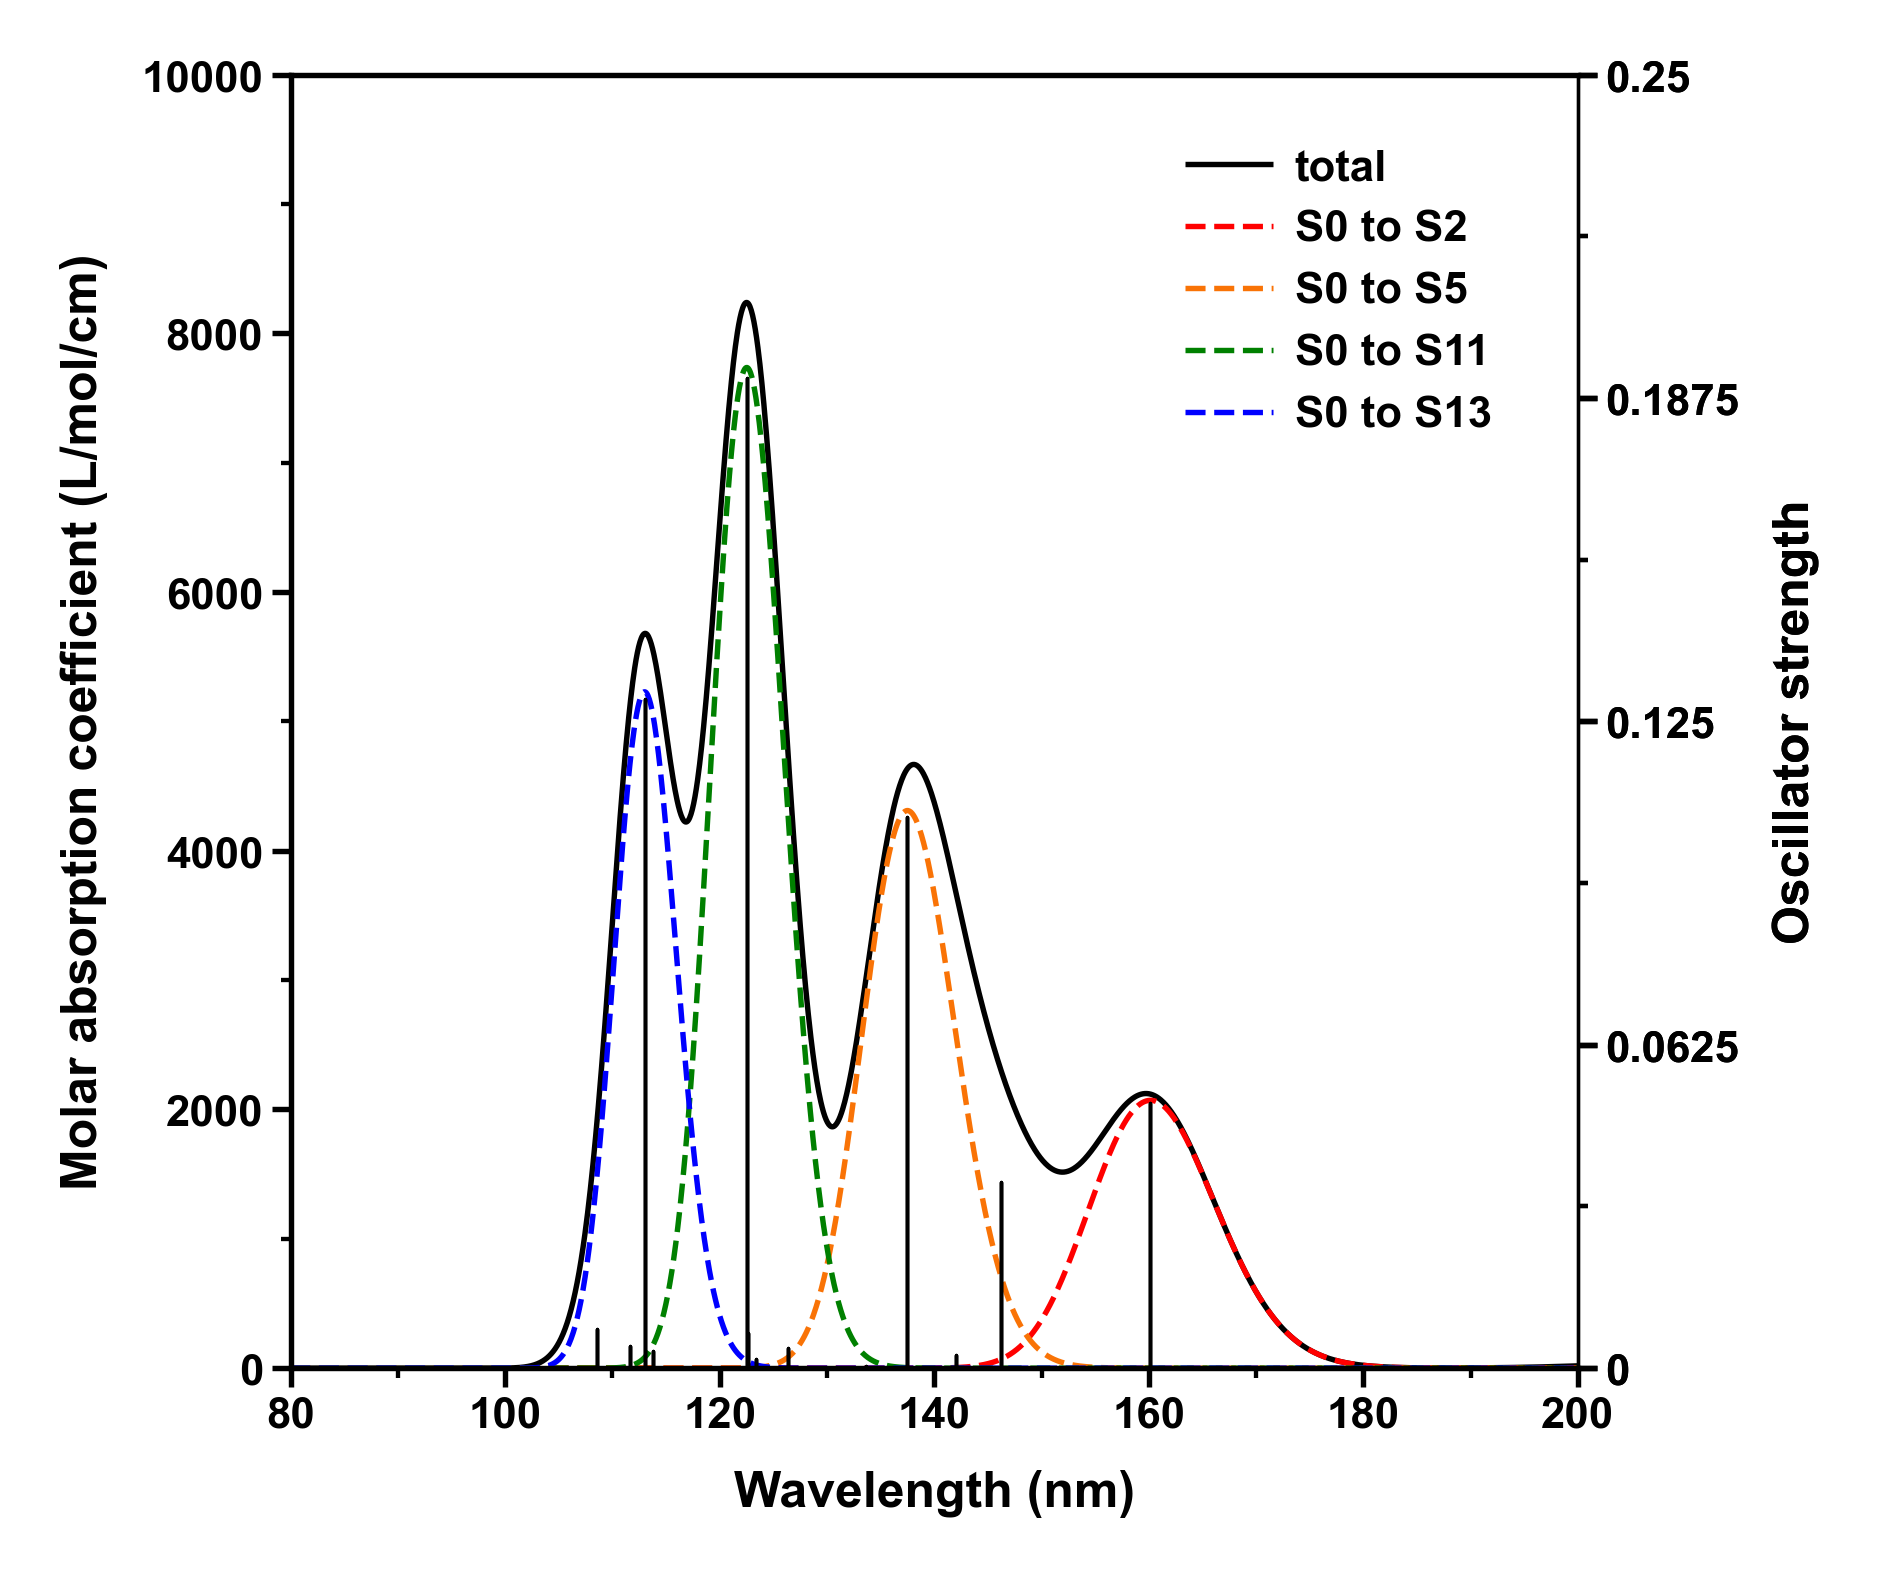 10000
8000
6000
4000
2000
0
Molar absorption coefficient (L/mol/cm)
total
S0 to S2
S0 to S5
S0 to S11
S0 to S13
0.25
0.1875
0.125
0.0625
0
Oscillator strength
80 100 120 140 160 180 200
Wavelength (nm)